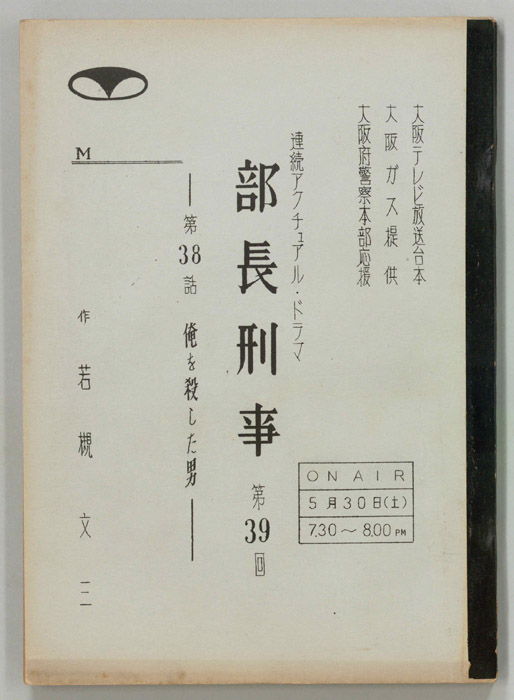 大阪テレビ放送台本
大阪ガス提供
大阪府警察本部応援
連続アクチュアル・ドラマ
部長刑事 第39回
― 第38話 俺を殺した男 ―
作 若槻文三
M
ON AIR
5月30日(土)
7.30～8.00 PM